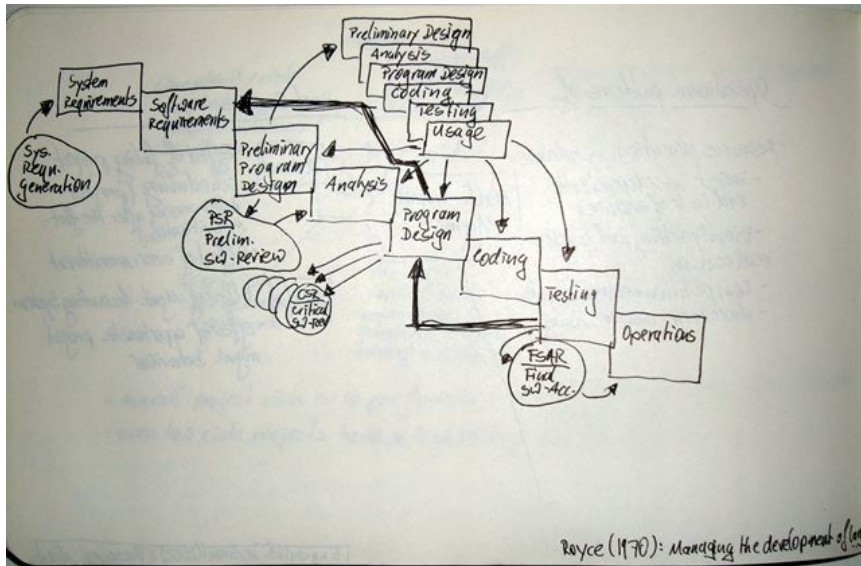 Preliminary Design
Analysis
Program Design
Coding
Testing
Usage
System
Requirements
Software
Requirements
Preliminary
Program
Design
Analysis
Program
Design
Coding
Testing
Operations
Sys.
Requ.
generation
PSR
Prelim.
SW-Review
CSR
Critical
SW-Rev
FSAR
Final
SW-Acc.
Royce (1970): Managing the development of